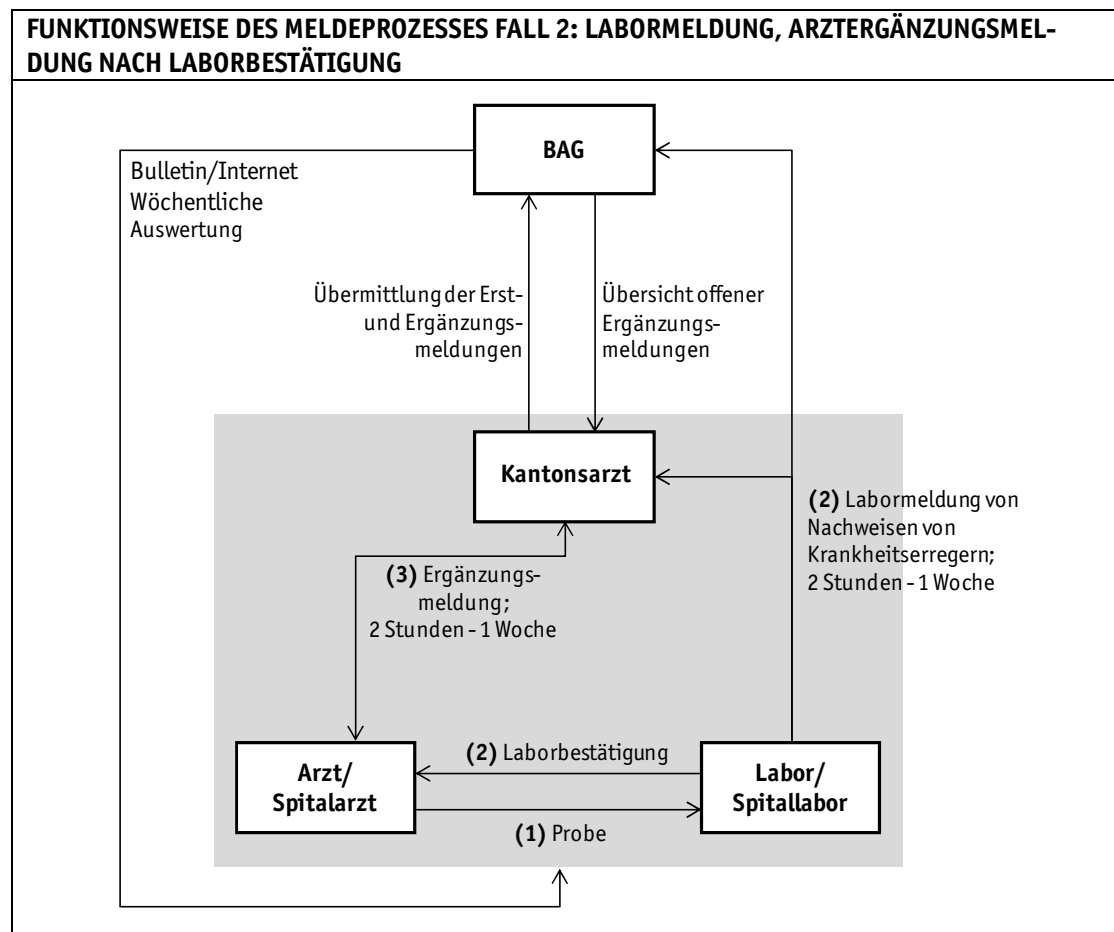 FUNKTIONSWEISE DES MELDEPROZESSES FALL 2: LABORMELDUNG, ARZTERGÄNZUNGSMEL-
DUNG NACH LABORBESTÄTIGUNG
BAG
Bulletin/Internet
Wöchentliche
Auswertung
Übermittlung der Erst-
und Ergänzungs-
meldungen
Übersicht offener
Ergänzungs-
meldungen
Kantonsarzt
(2) Labormeldung von
Nachweisen von
Krankheitserregern;
2 Stunden - 1 Woche
(3) Ergänzungs-
meldung;
2 Stunden - 1 Woche
Arzt/
Spitalarzt
(2) Laborbestätigung
(1) Probe
Labor/
Spitallabor